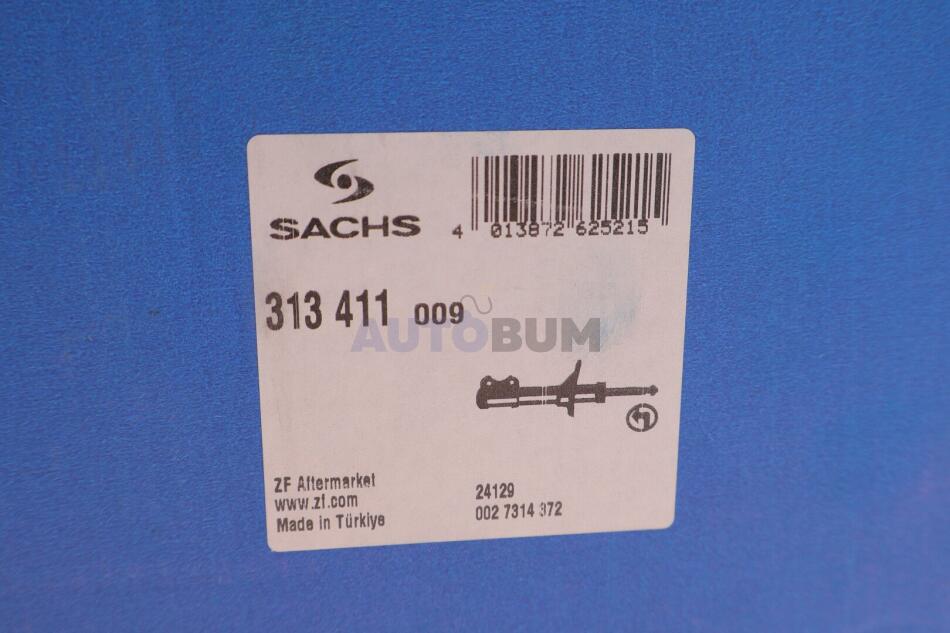 SACHS
4 013872 625215
313 411 009
AUTOBUM
ZF Aftermarket
www.zf.com
Made in Türkiye
24129
002 7314 972